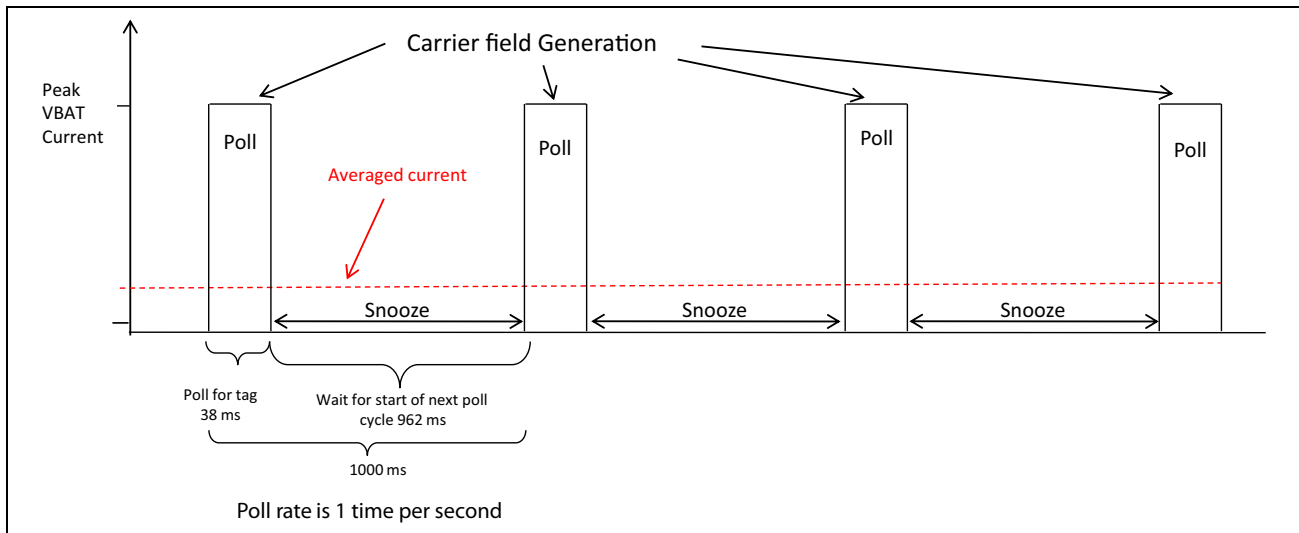 Carrier field Generation
Peak
VBAT
Current
Poll
Poll
Poll
Poll
Averaged current
Snooze
Snooze
Snooze
Poll for tag
38 ms
Wait for start of next poll
cycle 962 ms
1000 ms
Poll rate is 1 time per second